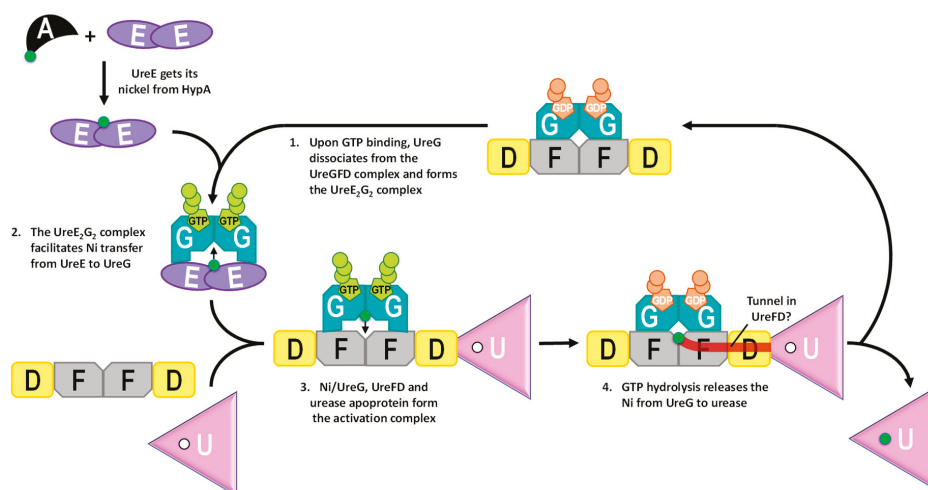 A + E E
UreE gets its
nickel from HypA
E E
1. Upon GTP binding, UreG
dissociates from the
UreGFD complex and forms
the UreE₂G₂ complex
GDP GDP
G G
D F F D
2. The UreE₂G₂ complex
facilitates Ni transfer
from UreE to UreG
GTP GTP
G G
E E
D F F D
U
GTP GTP
G G
D F F D U
3. Ni/UreG, UreFD and
urease apoprotein form
the activation complex
GDP GDP
G G
Tunnel in
UreFD?
D F F D U
4. GTP hydrolysis releases the
Ni from UreG to urease
U